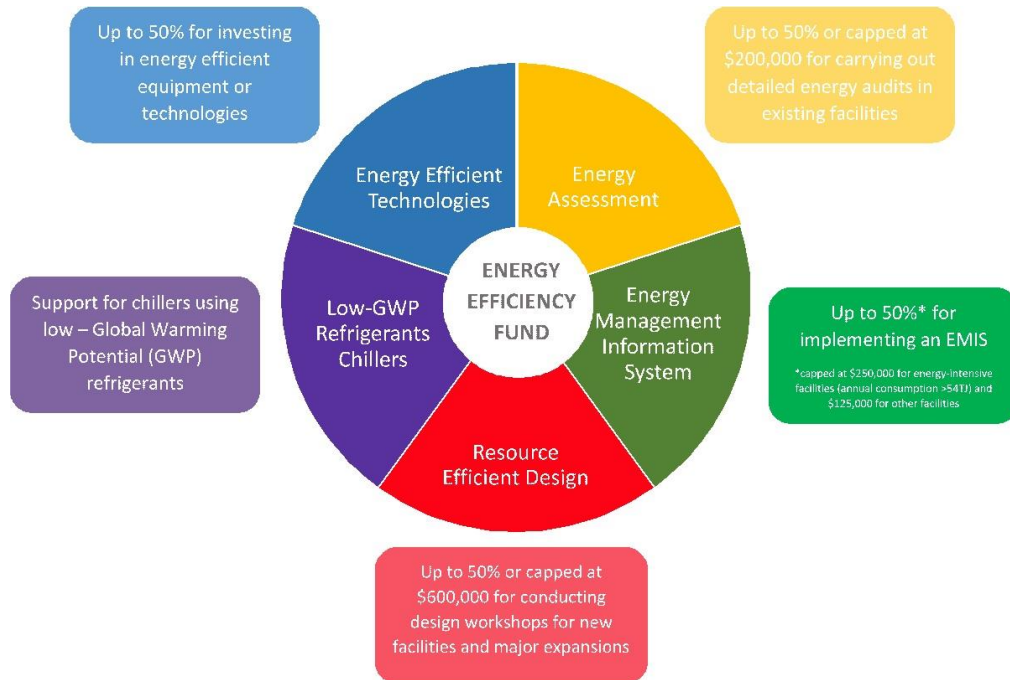 Up to 50% for investing
in energy efficient
equipment or
technologies
Up to 50% or capped at
$200,000 for carrying out
detailed energy audits in
existing facilities
Energy Efficient
Technologies
Energy
Assessment
ENERGY
EFFICIENCY
FUND
Low-GWP
Refrigerants
Chillers
Energy
Management
Information
System
Resource
Efficient Design
Support for chillers using
low – Global Warming
Potential (GWP)
refrigerants
Up to 50%* for
implementing an EMIS
*capped at $250,000 for energy-intensive
facilities (annual consumption >54TJ) and
$125,000 for other facilities
Up to 50% or capped at
$600,000 for conducting
design workshops for new
facilities and major expansions